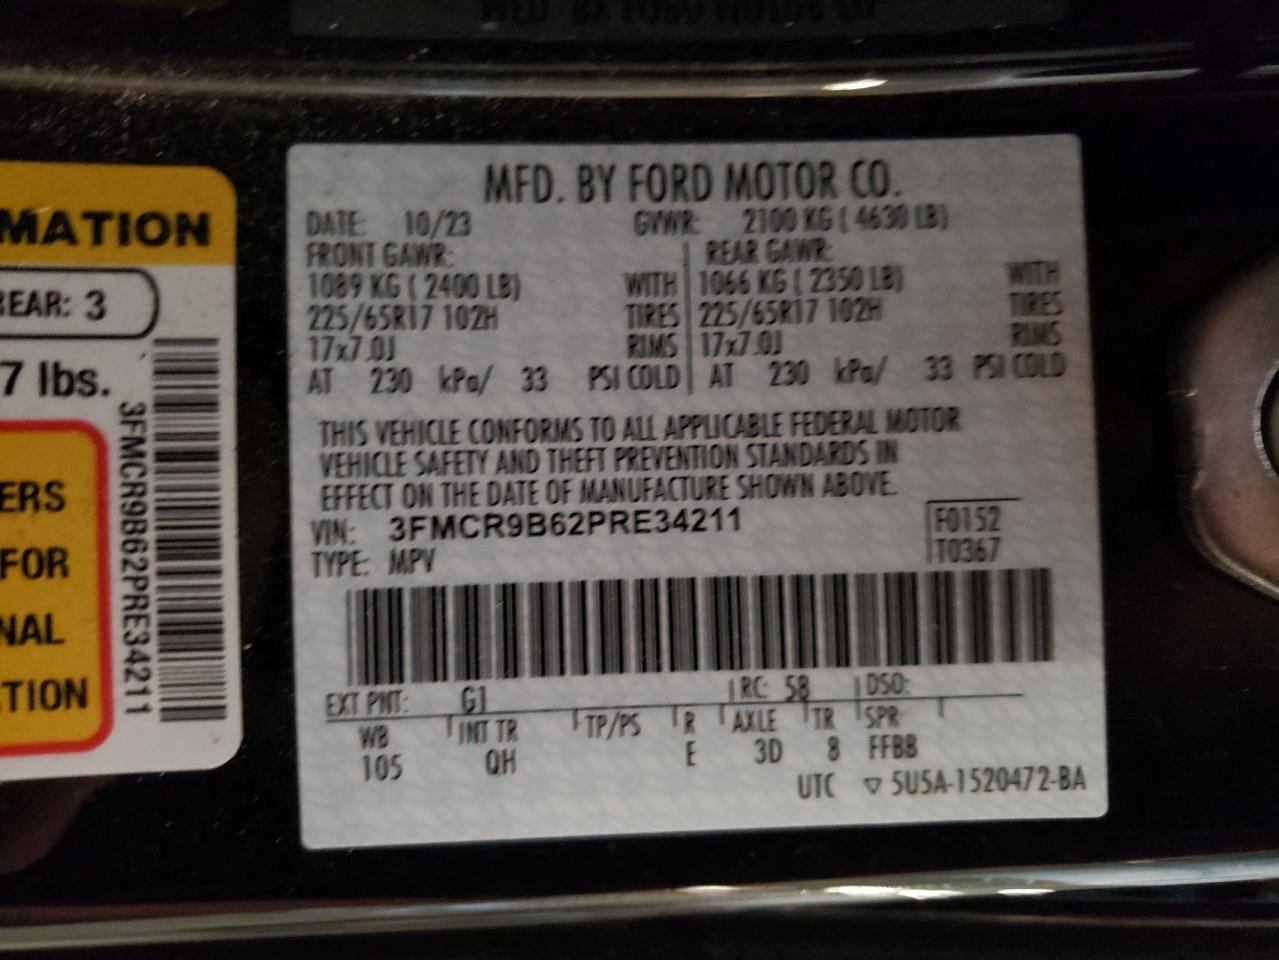 MFD. BY FORD MOTOR CO.
DATE: 10/23 GVWR: 2100 KG ( 4630 LB)
FRONT GAWR: REAR GAWR:
1089 KG ( 2400 LB) WITH 1066 KG ( 2350 LB) WITH
225/65R17 102H TIRES 225/65R17 102H TIRES
17x7.0J RIMS 17x7.0J RIMS
AT 230 kPa/ 33 PSI COLD AT 230 kPa/ 33 PSI COLD
THIS VEHICLE CONFORMS TO ALL APPLICABLE FEDERAL MOTOR
VEHICLE SAFETY AND THEFT PREVENTION STANDARDS IN
EFFECT ON THE DATE OF MANUFACTURE SHOWN ABOVE.
VIN: 3FMCR9B62PRE34211 F0152
TYPE: MPV T0367
EXT PNT: G1 RC: 58 DSO:
WB INT TR TP/PS R AXLE TR SPR
105 QH E 3D 8 FFBB
UTC ▽ 5U5A-1520472-BA
MATION
REAR: 3
7 lbs.
ERS
FOR
NAL
TION
3FMCR9B62PRE34211